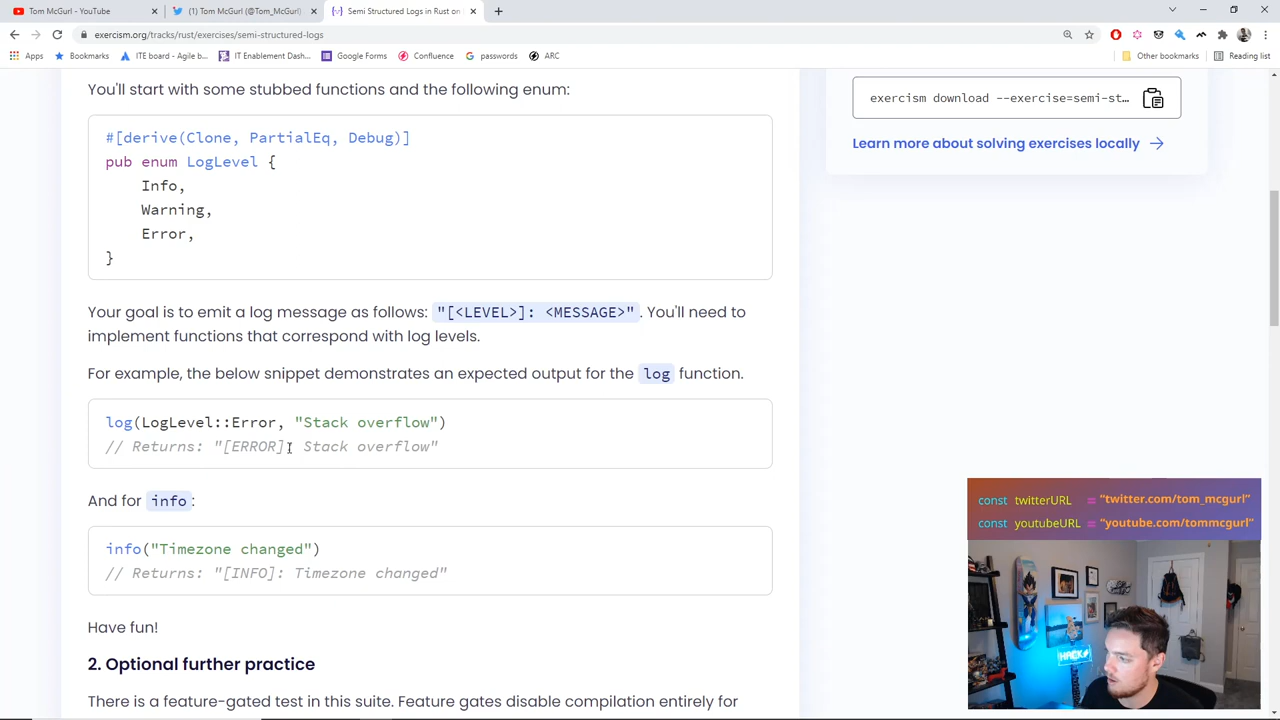 Tom McGurl - YouTube
(1) Tom McGurl (@Tom_McGurl)
Semi Structured Logs in Rust on
exercism.org/tracks/rust/exercises/semi-structured-logs
Apps
Bookmarks
ITE board - Agile b...
IT Enablement Dash...
Google Forms
Confluence
passwords
ARC
Other bookmarks
Reading list
You'll start with some stubbed functions and the following enum:
#[derive(Clone, PartialEq, Debug)]
pub enum LogLevel {
Info,
Warning,
Error,
}
Your goal is to emit a log message as follows: "[<LEVEL>]: <MESSAGE>". You'll need to
implement functions that correspond with log levels.
For example, the below snippet demonstrates an expected output for the log function.
log(LogLevel::Error, "Stack overflow")
// Returns: "[ERROR]: Stack overflow"
And for info:
info("Timezone changed")
// Returns: "[INFO]: Timezone changed"
Have fun!
2. Optional further practice
There is a feature-gated test in this suite. Feature gates disable compilation entirely for
exercism download --exercise=semi-st...
Learn more about solving exercises locally
const twitterURL = "twitter.com/tom_mcgurl"
const youtubeURL = "youtube.com/tommcgurl"
HACK